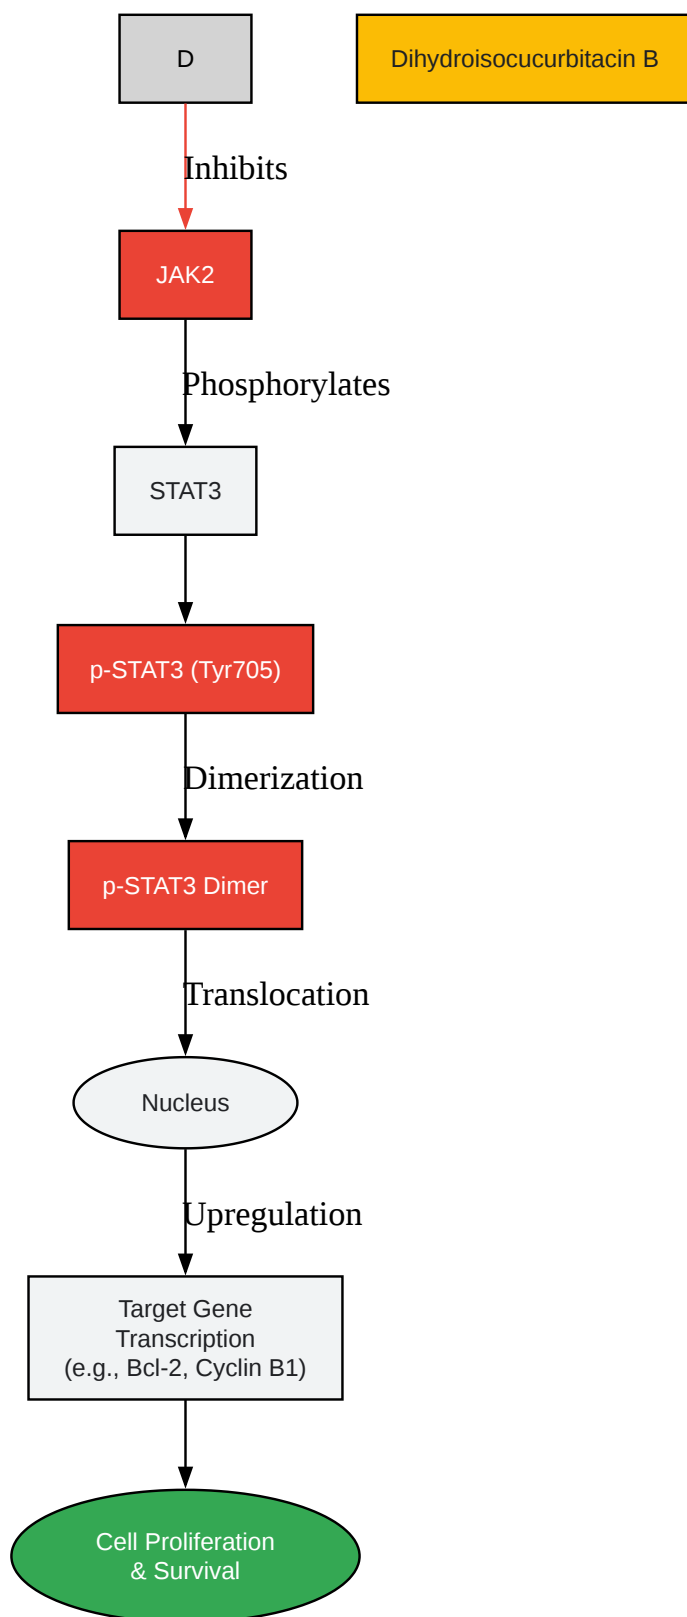 D
Dihydroisocucurbitacin B
Inhibits
JAK2
Phosphorylates
STAT3
p-STAT3 (Tyr705)
Dimerization
p-STAT3 Dimer
Translocation
Nucleus
Upregulation
Target Gene
Transcription
(e.g., Bcl-2, Cyclin B1)
Cell Proliferation
& Survival